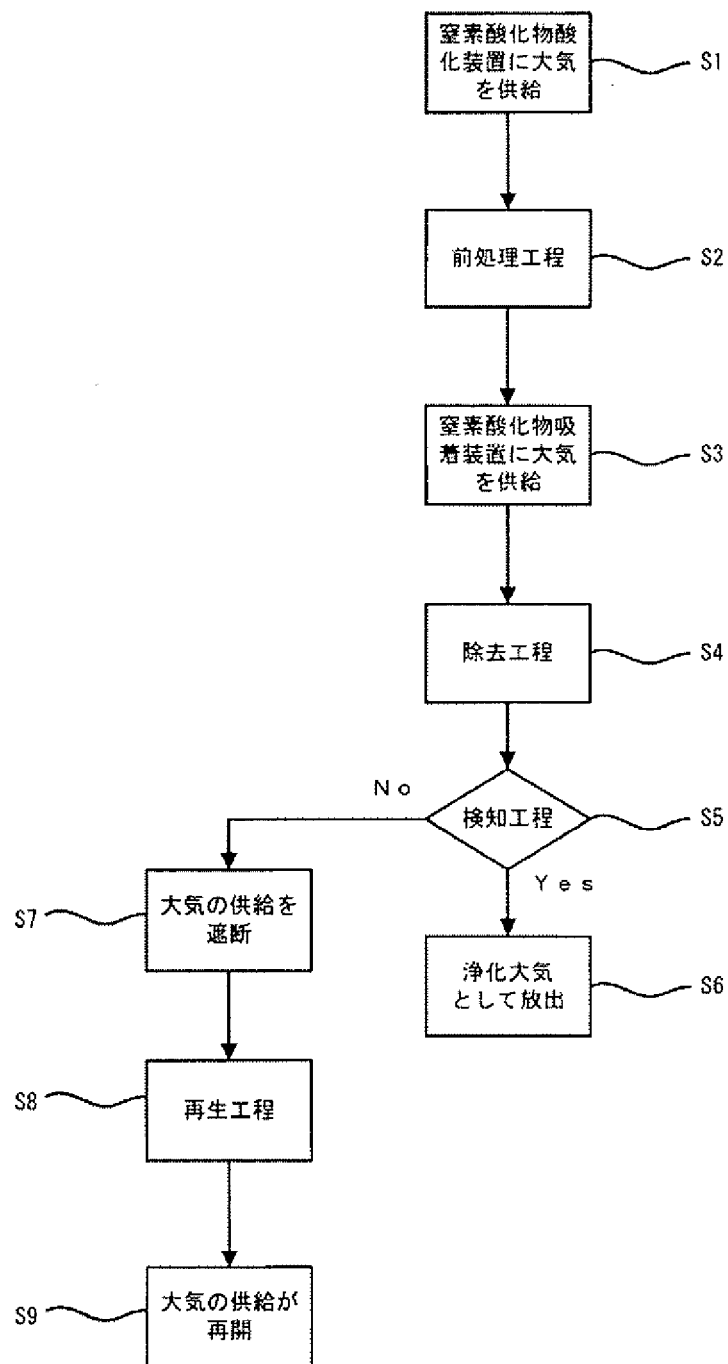 窒素酸化物酸
化装置に大気
を供給
S1
前処理工程
S2
窒素酸化物吸
着装置に大気
を供給
S3
除去工程
S4
No
検知工程
S5
Yes
S7
大気の供給を
遮断
浄化大気
として放出
S6
S8
再生工程
S9
大気の供給が
再開